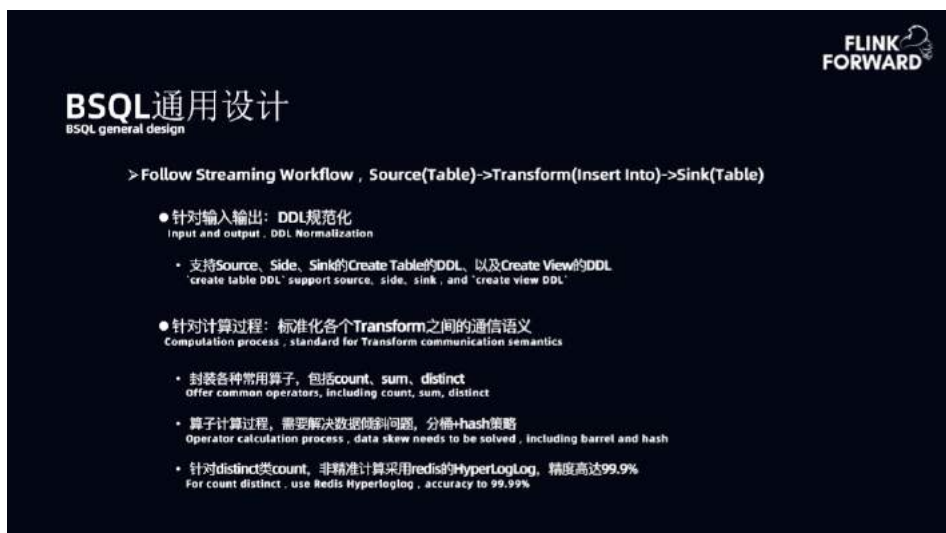 FLINK
FORWARD
BSQL通用设计
BSQL general design
➢Follow Streaming Workflow，Source(Table)->Transform(Insert Into)->Sink(Table)
●针对输入输出：DDL规范化
Input and output，DDL Normalization
• 支持Source、Side、Sink的Create Table的DDL、以及Create View的DDL
`create table DDL` support source、side、sink，and `create view DDL`
●针对计算过程：标准化各个Transform之间的通信语义
Computation process，standard for Transform communication semantics
• 封装各种常用算子，包括count、sum、distinct
Offer common operators, including count, sum, distinct
• 算子计算过程，需要解决数据倾斜问题，分桶+hash策略
Operator calculation process，data skew needs to be solved，including barrel and hash
• 针对distinct类count，非精准计算采用redis的HyperLogLog，精度高达99.9%
For count distinct，use Redis Hyperloglog，accuracy to 99.99%